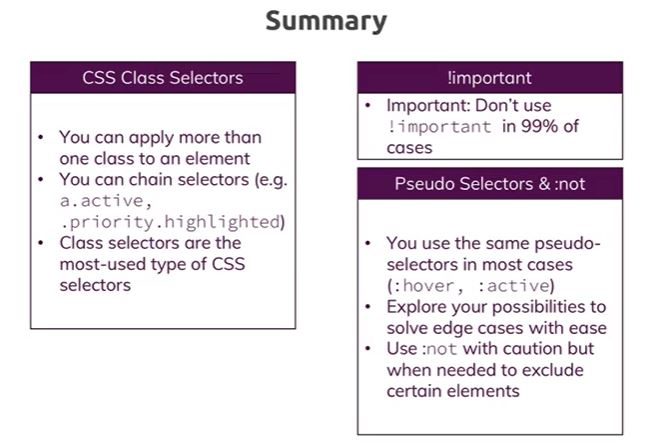 Summary
CSS Class Selectors
• You can apply more than
one class to an element
• You can chain selectors (e.g.
a.active,
.priority.highlighted)
• Class selectors are the
most-used type of CSS
selectors
!important
• Important: Don't use
!important in 99% of
cases
Pseudo Selectors & :not
• You use the same pseudo-
selectors in most cases
(:hover, :active)
• Explore your possibilities to
solve edge cases with ease
• Use :not with caution but
when needed to exclude
certain elements